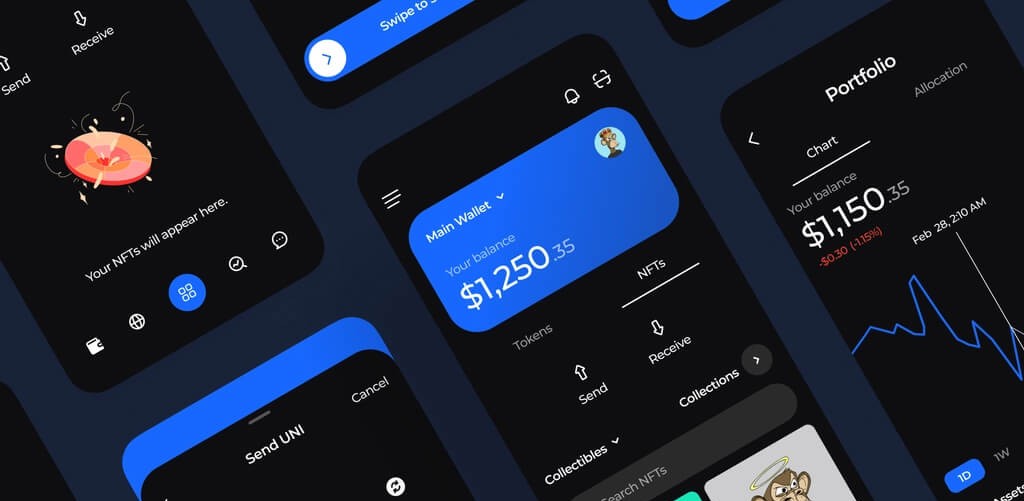 Send
Receive
Your NFTs will appear here.
Swipe to S
Cancel
Send UNI
Main Wallet
Your balance
$1,250.35
Tokens
NFTs
Send
Receive
Collectibles
Collections
Search NFTs
Portfolio
Chart
Allocation
Your balance
$1,150.35
-$0.30 (-1.15%)
Feb 28, 2:10 AM
1D
1W
Assets